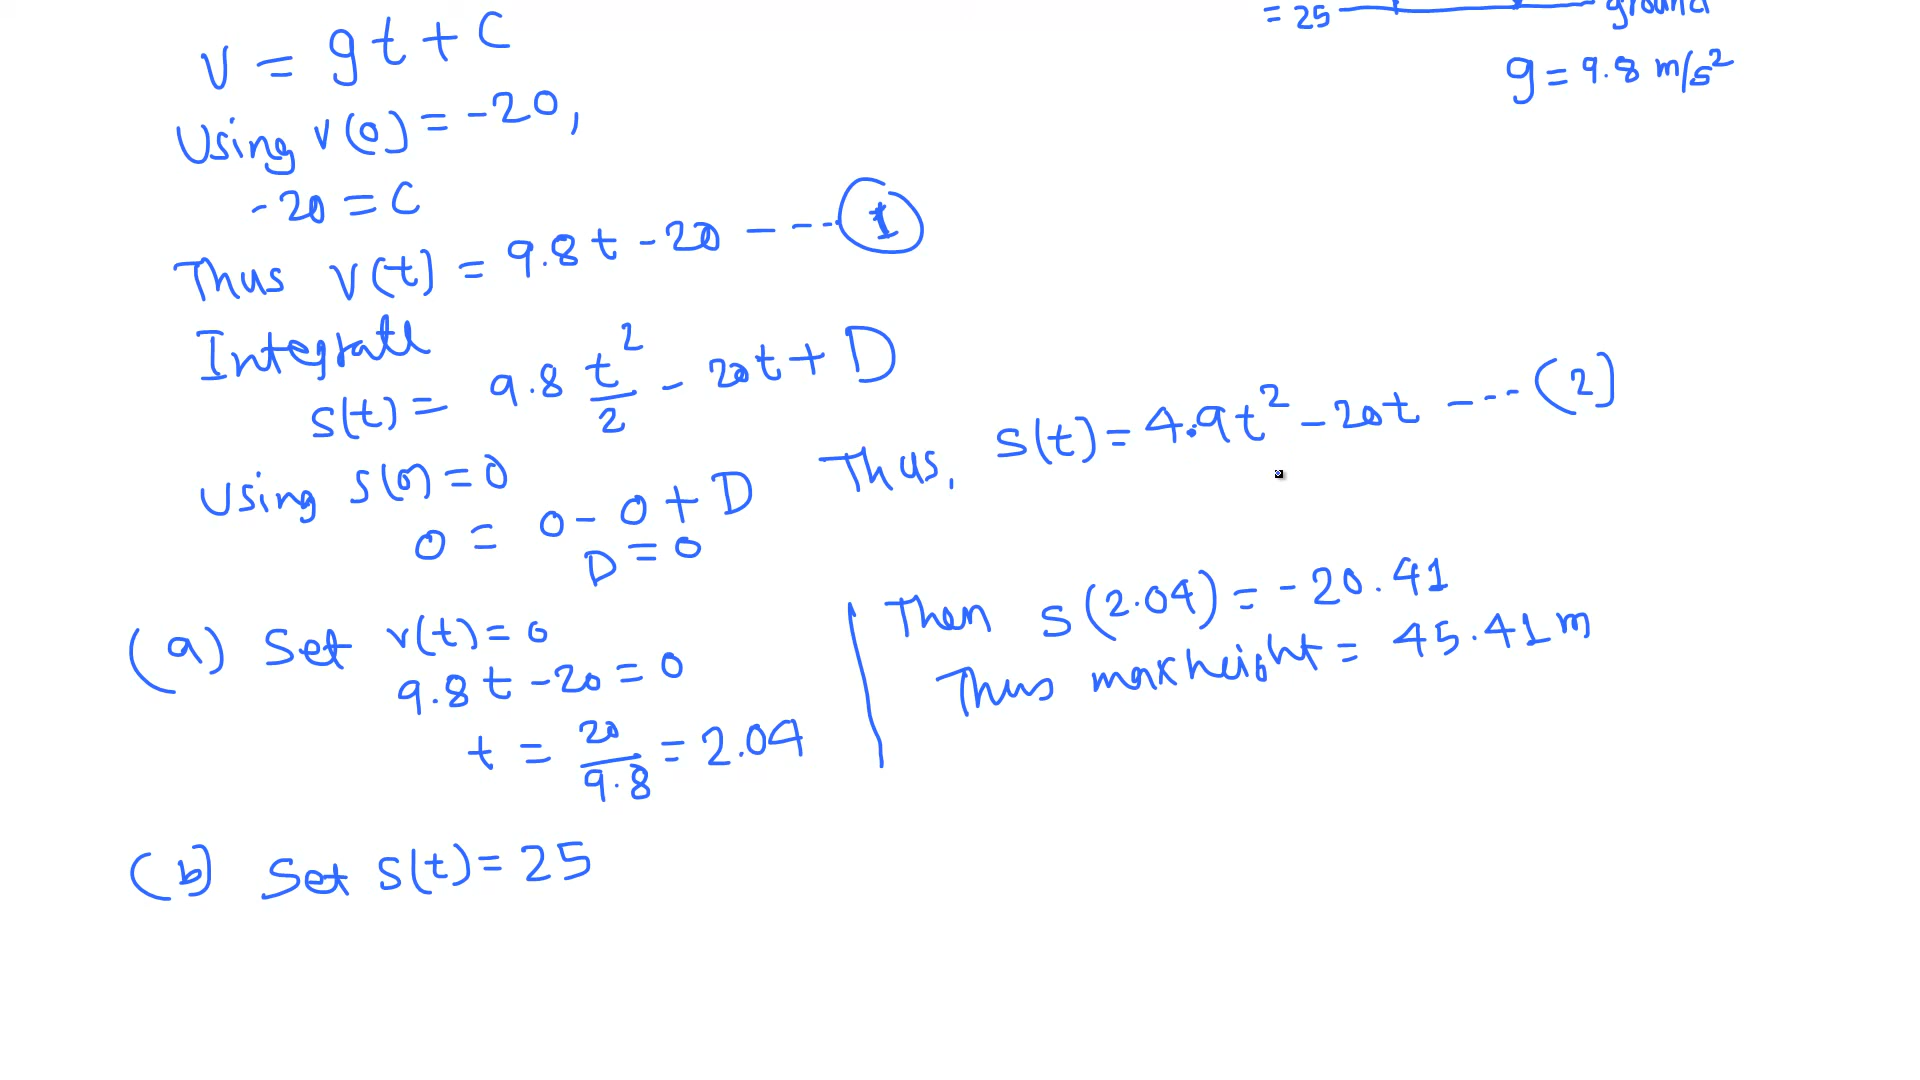 = 25 ground
g = 9.8 m/s²
v = gt + C
Using v(0) = -20,
-20 = C
Thus v(t) = 9.8t - 20 ---- 1
Integrate
s(t) = 9.8 t²/2 - 20t + D
Using s(0) = 0
0 = 0 - 0 + D
D = 0
Thus, s(t) = 4.9t² - 20t ---- (2)
(a) Set v(t) = 0
9.8t - 20 = 0
t = 20/9.8 = 2.04
Then s(2.04) = -20.41
Thus max height = 45.41 m
(b) Set s(t) = 25